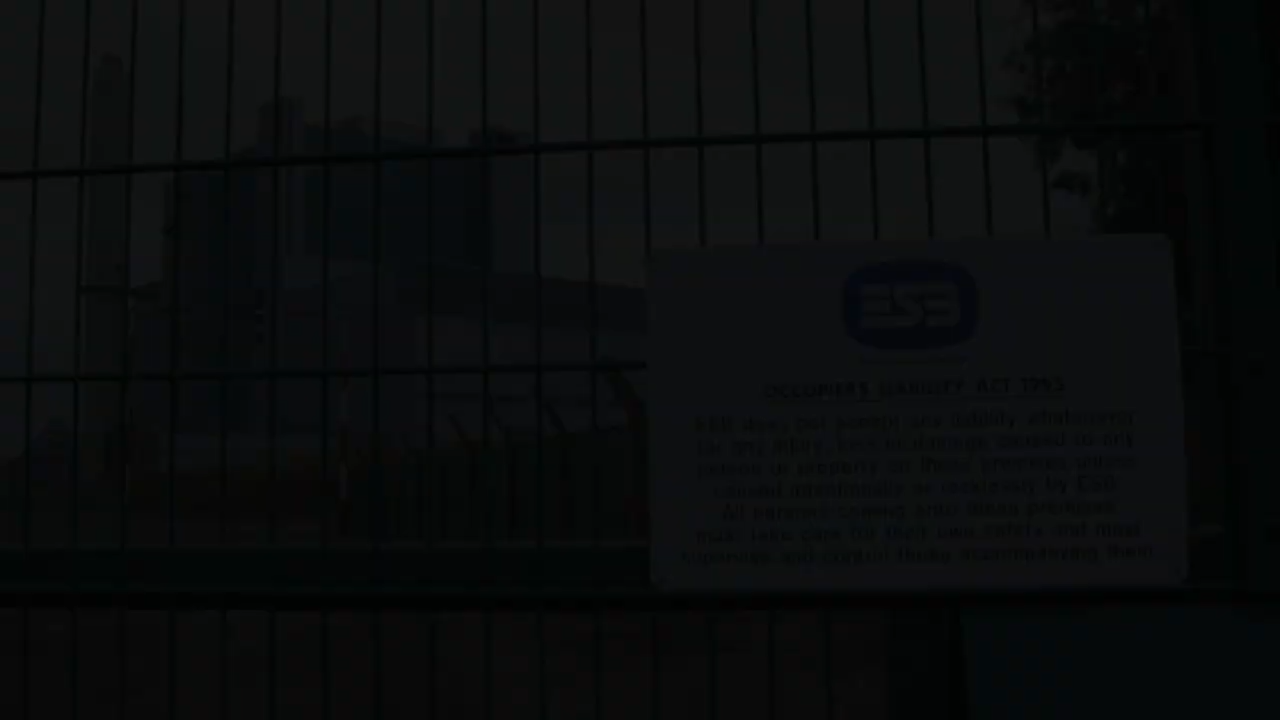 ESB
OCCUPIERS LIABILITY ACT 1995
ESB does not accept any liability whatsoever
for any injury, loss or damage caused to any
person or property on these premises unless
caused intentionally or recklessly by ESB
All persons coming onto these premises
must take care for their own safety and must
supervise and control those accompanying them